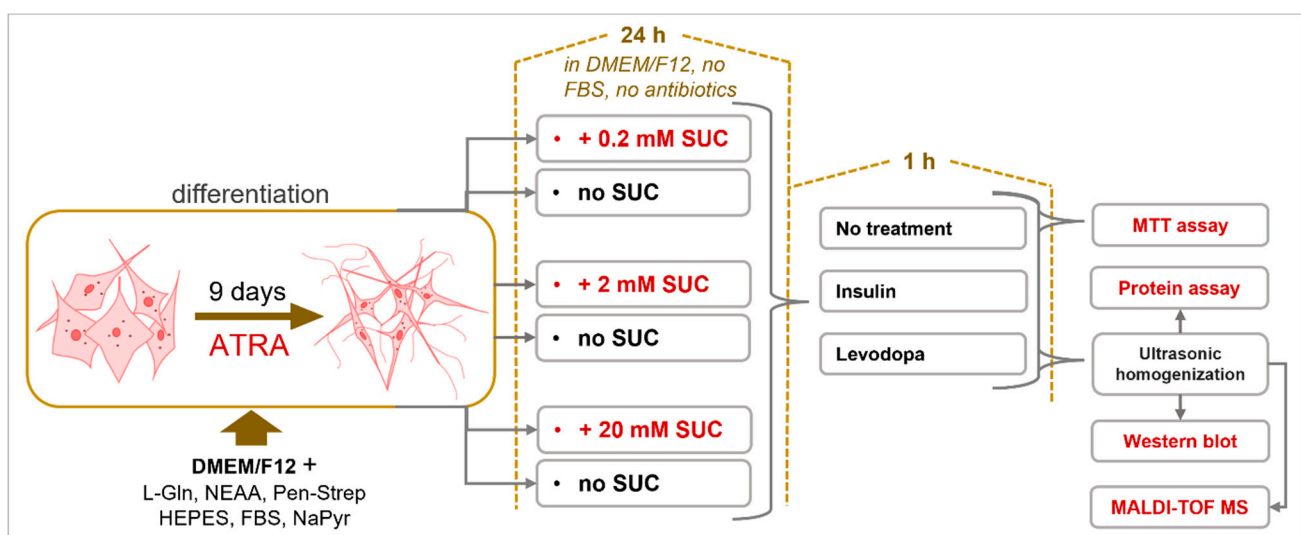 differentiation
9 days
ATRA
DMEM/F12 +
L-Gln, NEAA, Pen-Strep
HEPES, FBS, NaPyr
24 h
in DMEM/F12, no
FBS, no antibiotics
• + 0.2 mM SUC
• no SUC
• + 2 mM SUC
• no SUC
• + 20 mM SUC
• no SUC
1 h
No treatment
Insulin
Levodopa
MTT assay
Protein assay
Ultrasonic
homogenization
Western blot
MALDI-TOF MS